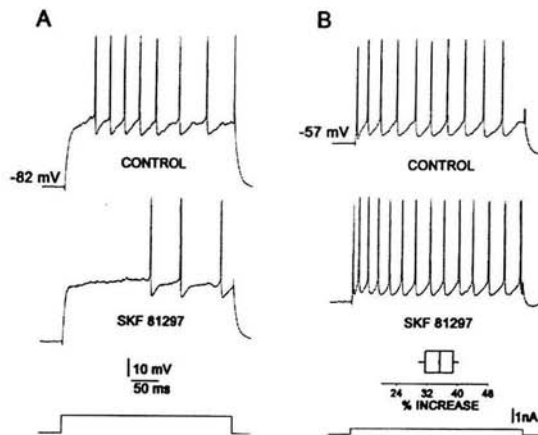 A
-82 mV
CONTROL
SKF 81297
10 mV
50 ms
B
-57 mV
CONTROL
SKF 81297
24 32 40 48
% INCREASE
1nA